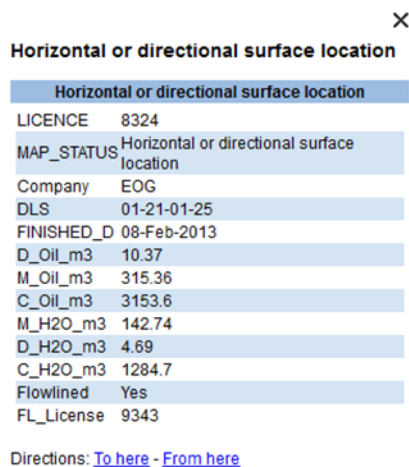 Horizontal or directional surface location
Horizontal or directional surface location
LICENCE 8324
MAP_STATUS Horizontal or directional surface
location
Company EOG
DLS 01-21-01-25
FINISHED_D 08-Feb-2013
D_Oil_m3 10.37
M_Oil_m3 315.36
C_Oil_m3 3153.6
M_H2O_m3 142.74
D_H2O_m3 4.69
C_H2O_m3 1284.7
Flowlined Yes
FL_License 9343
Directions: To here - From here